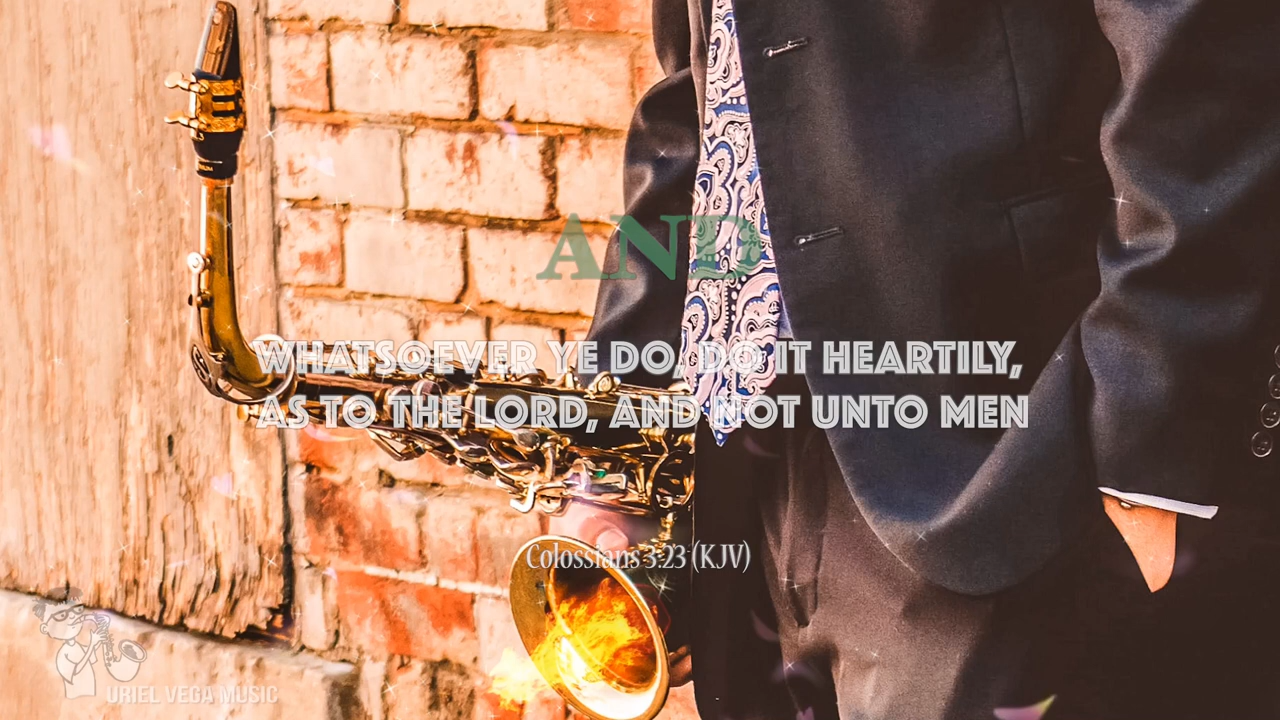 AND
WHATSOEVER YE DO, DO IT HEARTILY,
AS TO THE LORD, AND NOT UNTO MEN
Colossians 3.23 (KJV)
URIEL VEGA MUSIC